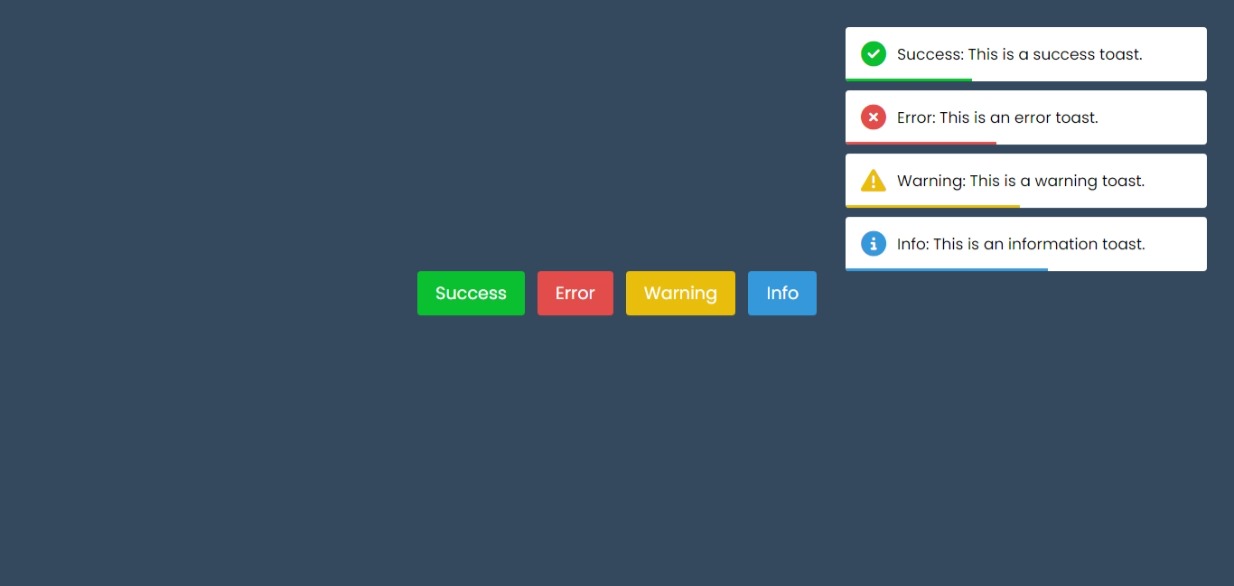 Success: This is a success toast.
Error: This is an error toast.
Warning: This is a warning toast.
Info: This is an information toast.
Success
Error
Warning
Info